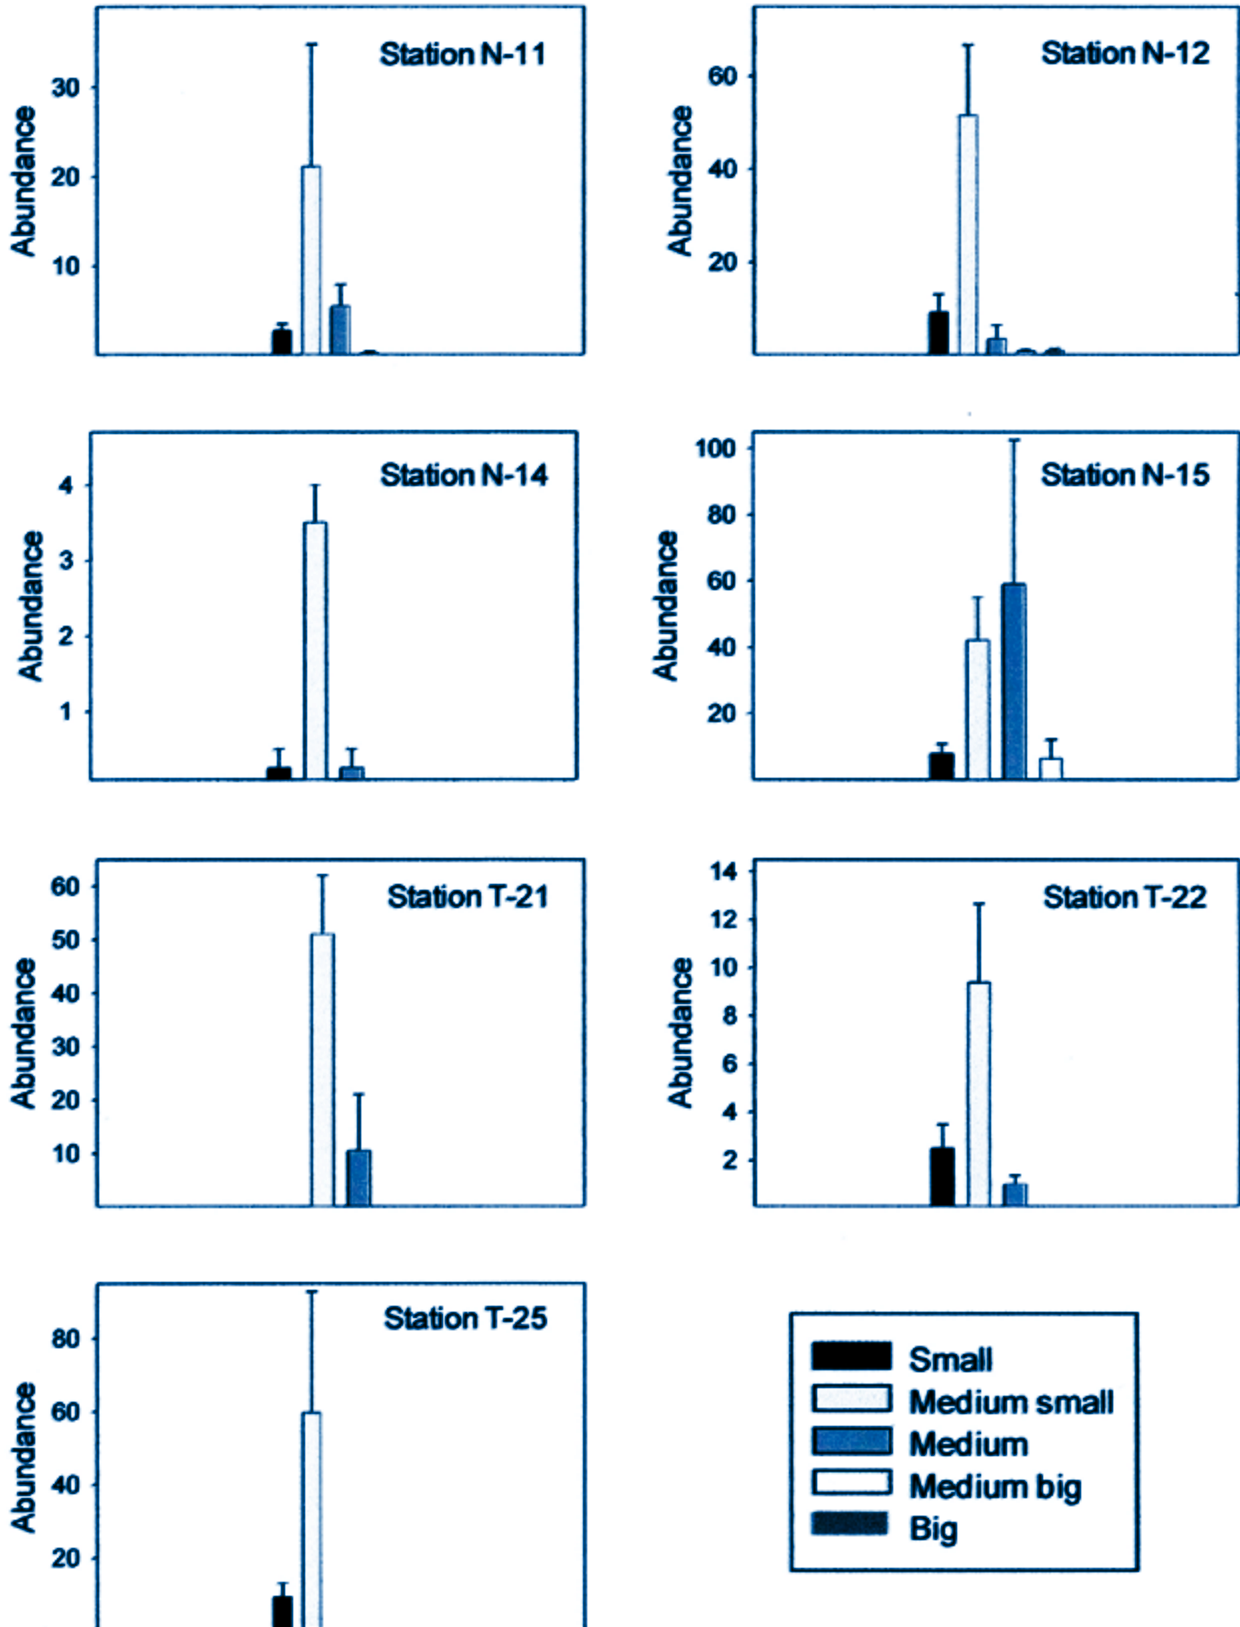 Station N-11
Abundance
30
20
10
Station N-12
Abundance
60
40
20
Station N-14
Abundance
4
3
2
1
Station N-15
Abundance
100
80
60
40
20
Station T-21
Abundance
60
50
40
30
20
10
Station T-22
Abundance
14
12
10
8
6
4
2
Station T-25
Abundance
80
60
40
20
Small
Medium small
Medium
Medium big
Big